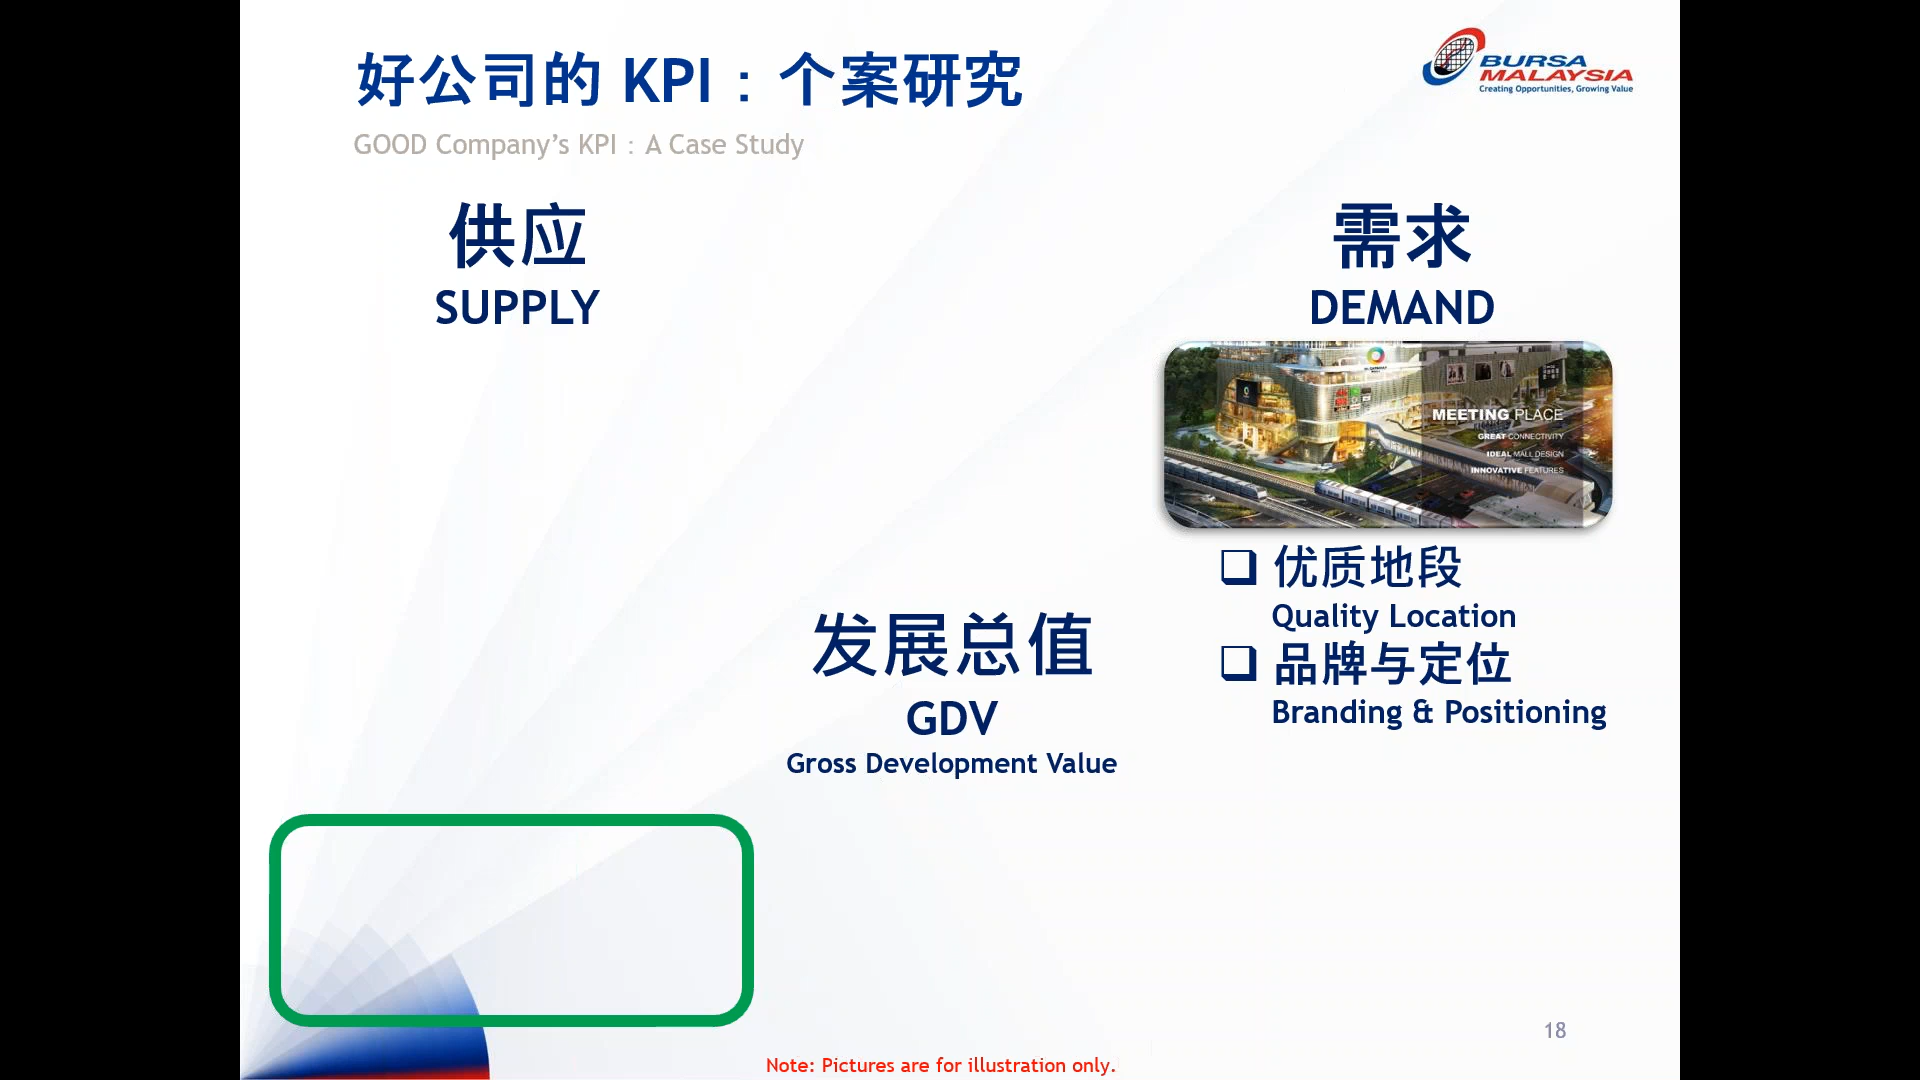 好公司的 KPI：个案研究
GOOD Company’s KPI : A Case Study
BURSA
MALAYSIA
Creating Opportunities, Growing Value
供应
SUPPLY
需求
DEMAND
MEETING PLACE
GREAT CONNECTIVITY
IDEAL MALL DESIGN
INNOVATIVE FEATURES
❑ 优质地段
Quality Location
❑ 品牌与定位
Branding & Positioning
发展总值
GDV
Gross Development Value
18
Note: Pictures are for illustration only.